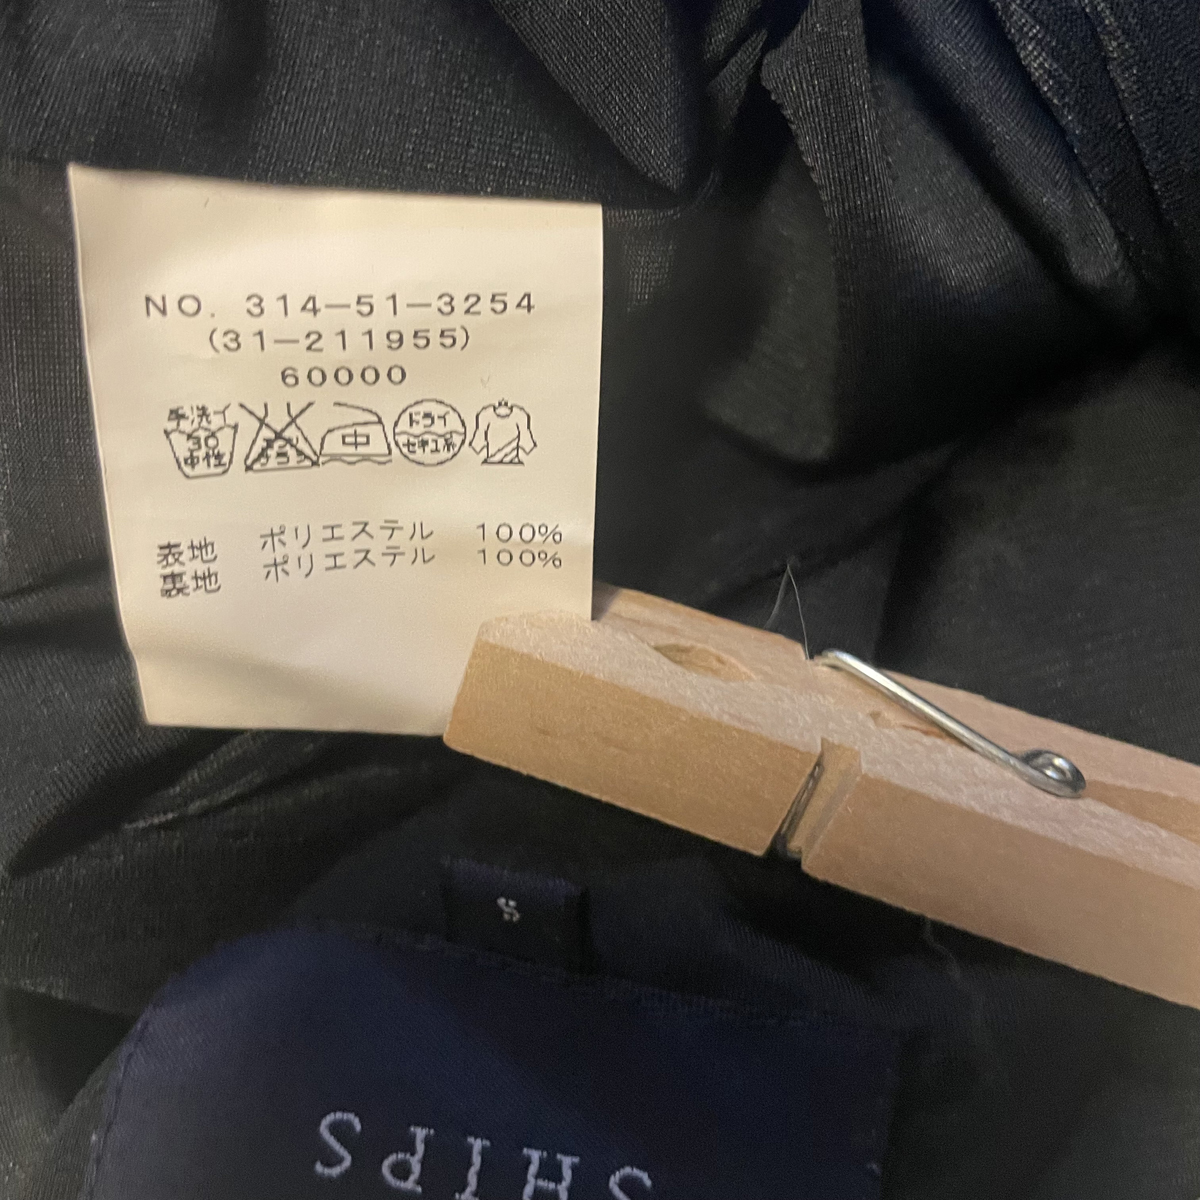 NO. 314-51-3254
(31-211955)
60000
手洗イ
30
中性
中
ドライ
セキユ系
表地 ポリエステル 100%
裏地 ポリエステル 100%
S
SHIPS